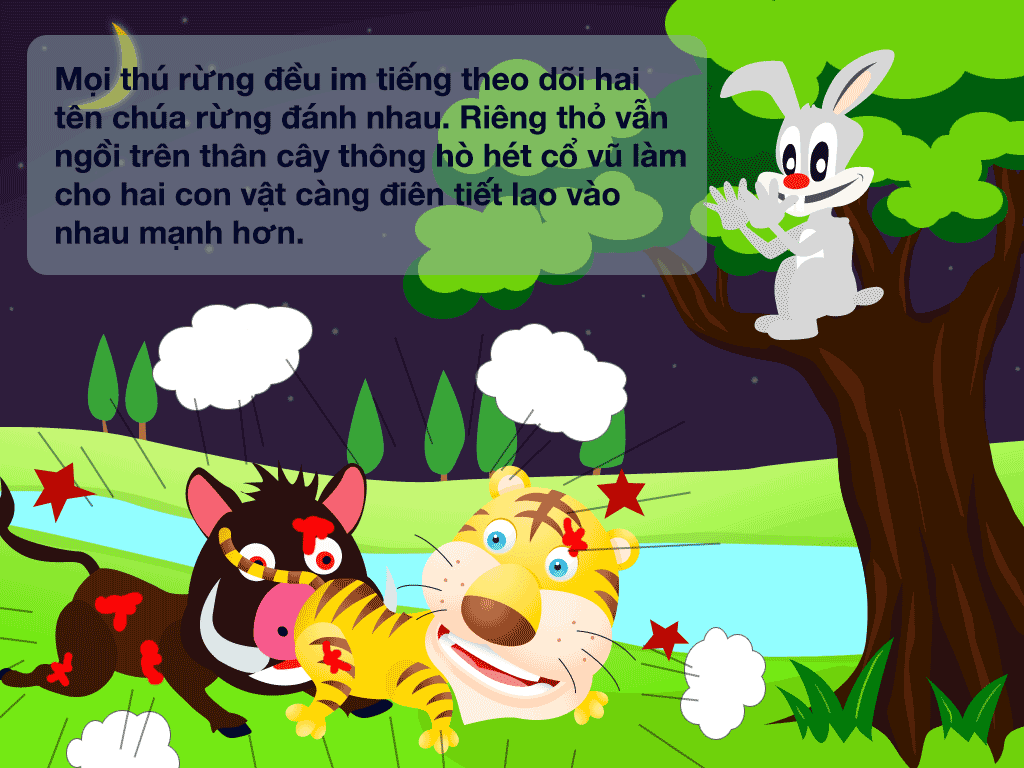 Mọi thú rừng đều im tiếng theo dõi hai
tên chúa rừng đánh nhau. Riêng thỏ vẫn
ngồi trên thân cây thông hò hét cổ vũ làm
cho hai con vật càng điên tiết lao vào
nhau mạnh hơn.